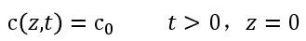 c(z,t) = c₀ t > 0，z = 0